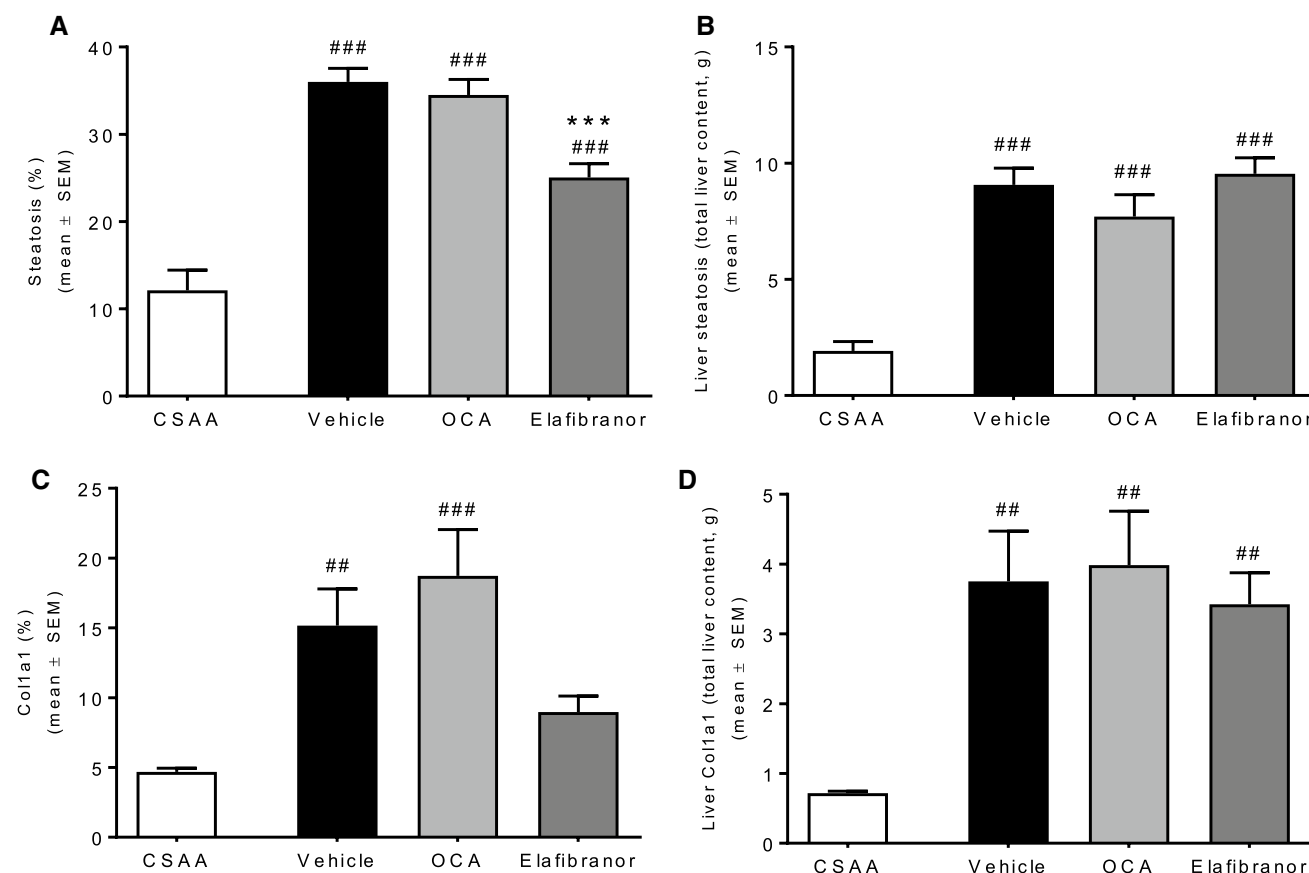 A
Steatosis (%)
(mean ± SEM)
40
30
20
10
0
###
###
***
###
CSAA
Vehicle
OCA
Elafibranor
B
Liver steatosis (total liver content, g)
(mean ± SEM)
15
10
5
0
###
###
###
CSAA
Vehicle
OCA
Elafibranor
C
Col1a1 (%)
(mean ± SEM)
25
20
15
10
5
0
##
###
CSAA
Vehicle
OCA
Elafibranor
D
Liver Col1a1 (total liver content, g)
(mean ± SEM)
5
4
3
2
1
0
##
##
##
CSAA
Vehicle
OCA
Elafibranor